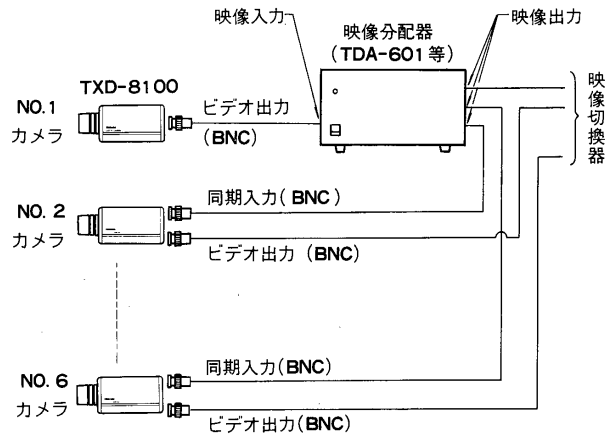 映像入力
映像分配器
(TDA-601等)
映像出力
TXD-8100
NO.1
カメラ
ビデオ出力
(BNC)
映像切換器
NO. 2
カメラ
同期入力(BNC)
ビデオ出力(BNC)
NO. 6
カメラ
同期入力(BNC)
ビデオ出力(BNC)